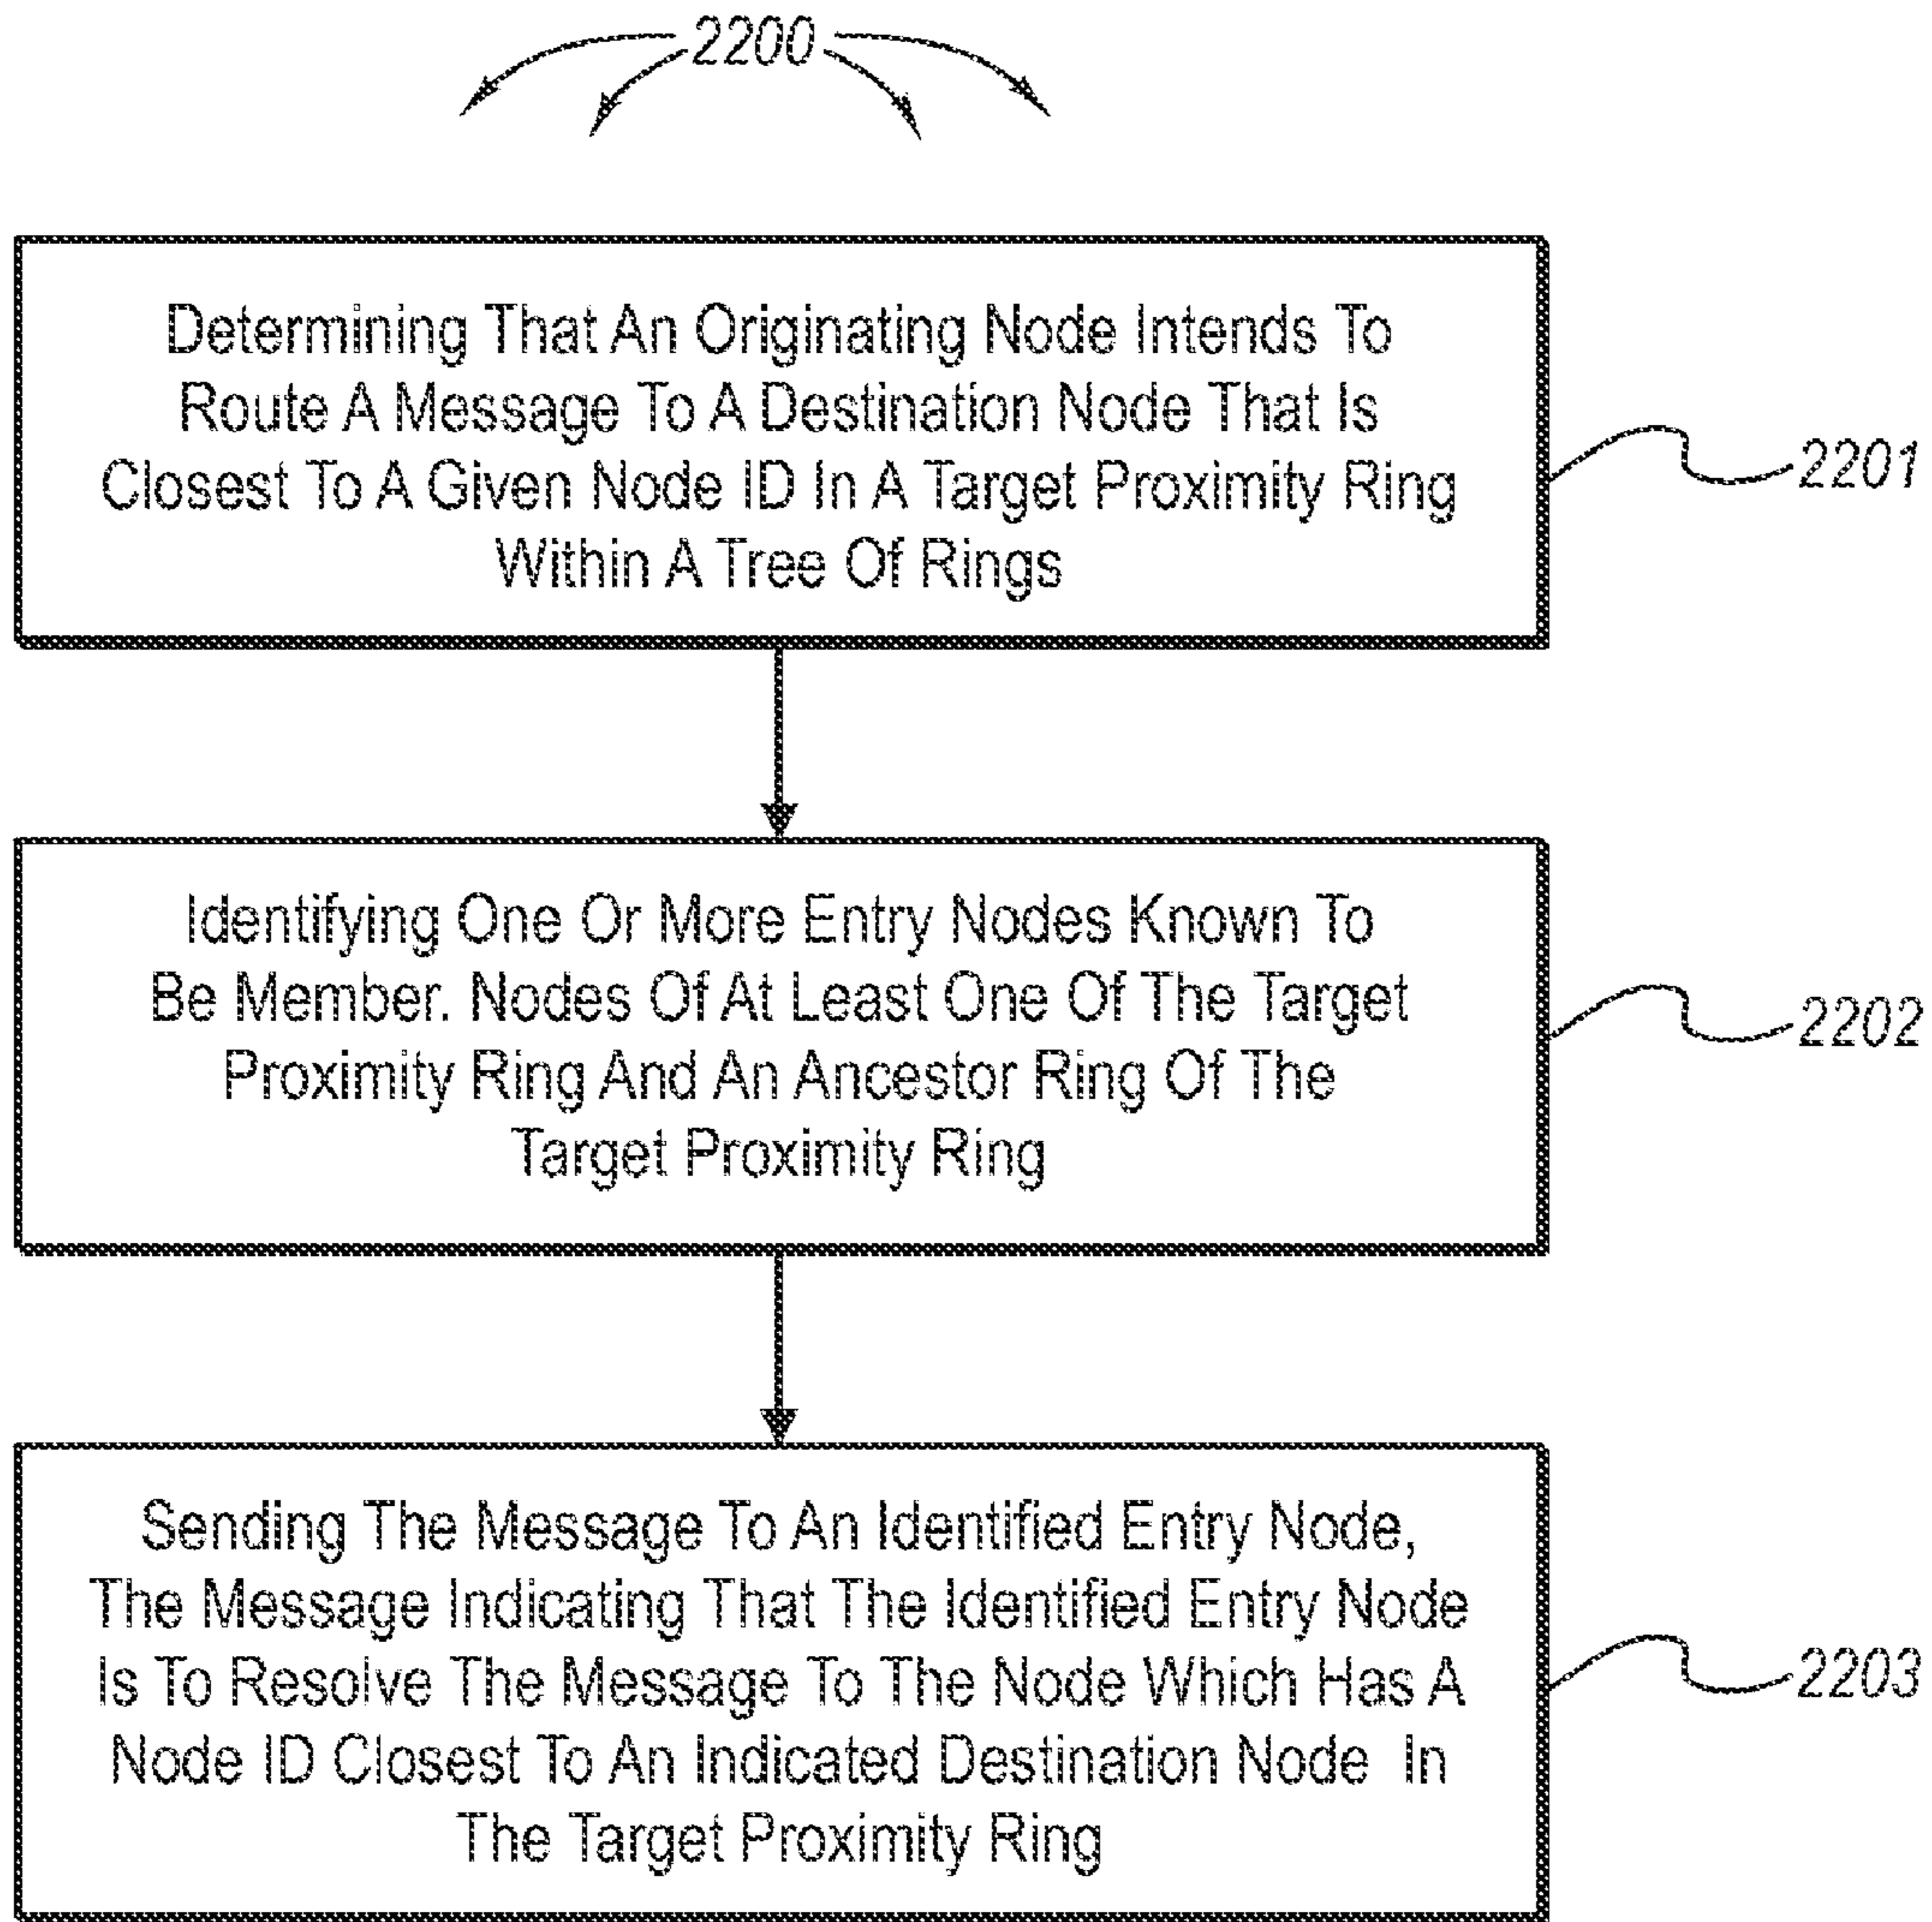 2200
Determining That An Originating Node Intends To
Route A Message To A Destination Node That Is
Closest To A Given Node ID In A Target Proximity Ring
Within A Tree Of Rings
2201
Identifying One Or More Entry Nodes Known To
Be Member. Nodes Of At Least One Of The Target
Proximity Ring And An Ancestor Ring Of The
Target Proximity Ring
2202
Sending The Message To An Identified Entry Node,
The Message Indicating That The Identified Entry Node
Is To Resolve The Message To The Node Which Has A
Node ID Closest To An Indicated Destination Node In
The Target Proximity Ring
2203